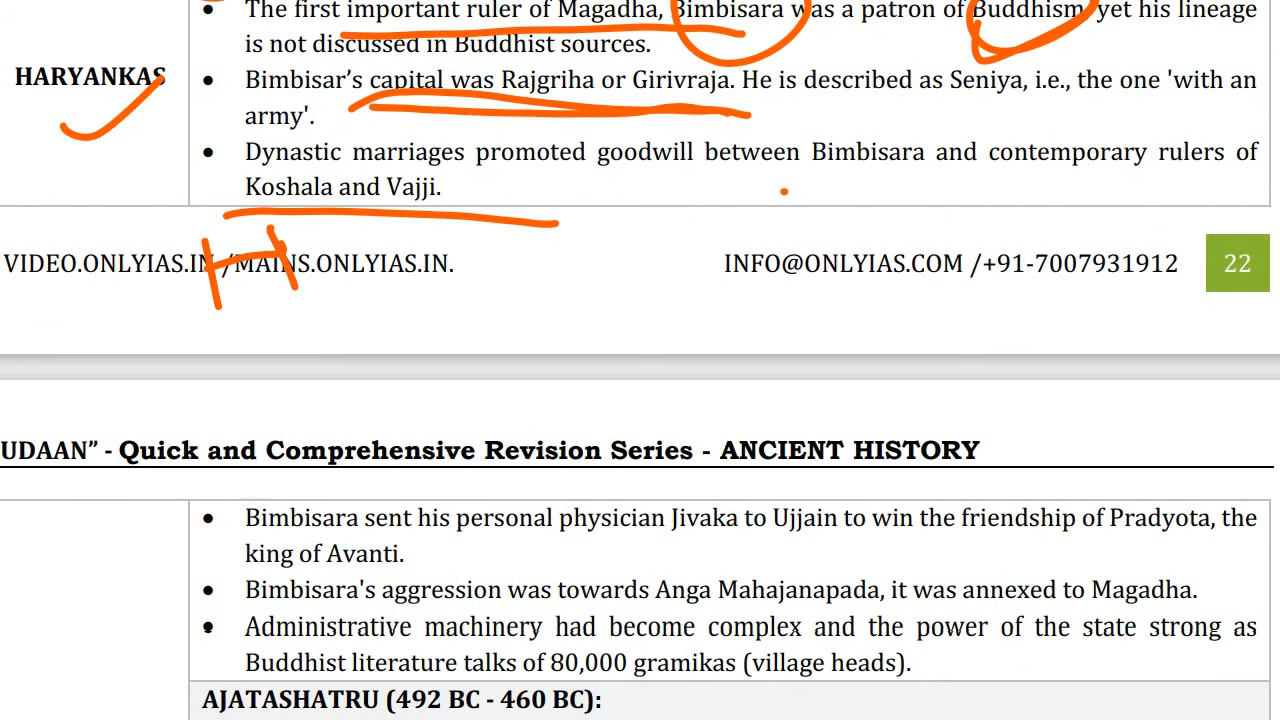 • The first important ruler of Magadha, Bimbisara was a patron of Buddhism, yet his lineage
is not discussed in Buddhist sources.
HARYANKAS
• Bimbisar’s capital was Rajgriha or Girivraja. He is described as Seniya, i.e., the one 'with an
army'.
• Dynastic marriages promoted goodwill between Bimbisara and contemporary rulers of
Koshala and Vajji.
H
VIDEO.ONLYIAS.IN /MAINS.ONLYIAS.IN. INFO@ONLYIAS.COM /+91-7007931912 22
UDAAN” - Quick and Comprehensive Revision Series - ANCIENT HISTORY
• Bimbisara sent his personal physician Jivaka to Ujjain to win the friendship of Pradyota, the
king of Avanti.
• Bimbisara's aggression was towards Anga Mahajanapada, it was annexed to Magadha.
• Administrative machinery had become complex and the power of the state strong as
Buddhist literature talks of 80,000 gramikas (village heads).
AJATASHATRU (492 BC - 460 BC):